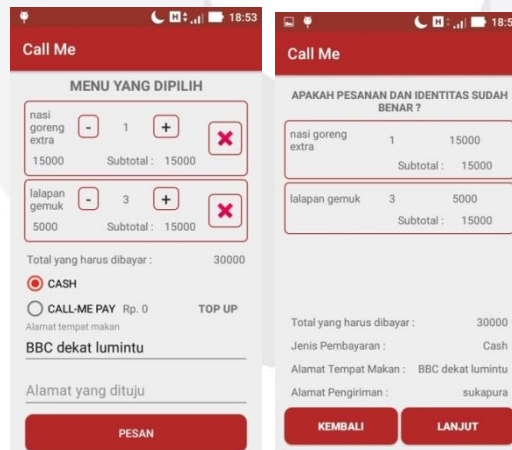 18:53
Call Me
MENU YANG DIPILIH
nasi
goreng
extra
- 1 +
15000 Subtotal : 15000
lalapan
gemuk
- 3 +
5000 Subtotal : 15000
Total yang harus dibayar : 30000
CASH
CALL-ME PAY Rp. 0 TOP UP
Alamat tempat makan
BBC dekat lumintu
Alamat yang dituju
PESAN
18:5
Call Me
APAKAH PESANAN DAN IDENTITAS SUDAH
BENAR ?
nasi goreng
extra
1 15000
Subtotal : 15000
lalapan gemuk 3 5000
Subtotal : 15000
Total yang harus dibayar : 30000
Jenis Pembayaran : Cash
Alamat Tempat Makan : BBC dekat lumintu
Alamat Pengiriman : sukapura
KEMBALI LANJUT